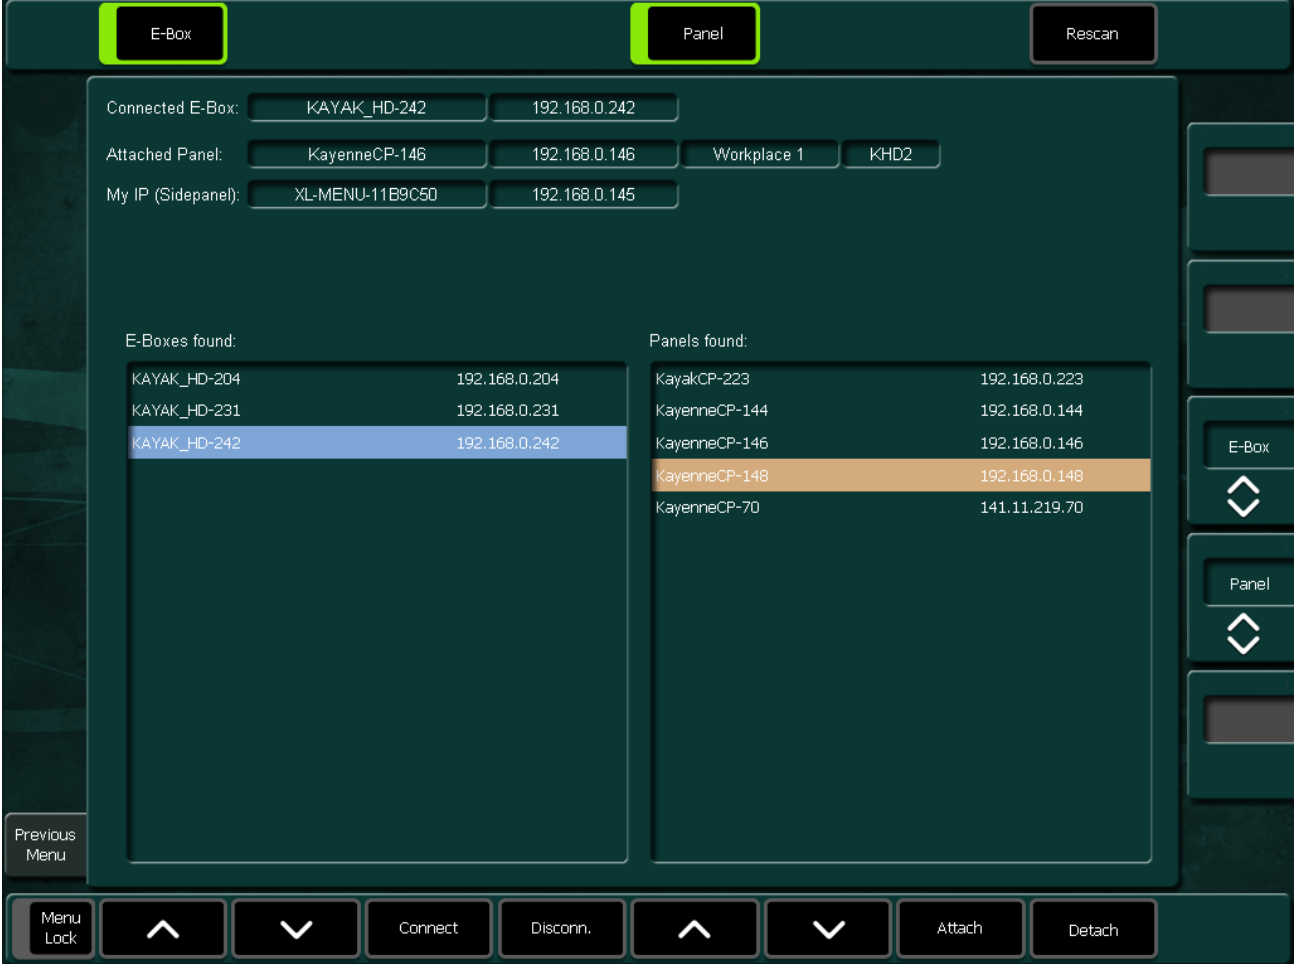 E-Box
Panel
Rescan
Connected E-Box: KAYAK_HD-242 192.168.0.242
Attached Panel: KayenneCP-146 192.168.0.146 Workplace 1 KHD2
My IP (Sidepanel): XL-MENU-11B9C50 192.168.0.145
E-Boxes found:
KAYAK_HD-204 192.168.0.204
KAYAK_HD-231 192.168.0.231
KAYAK_HD-242 192.168.0.242
Panels found:
KayakCP-223 192.168.0.223
KayenneCP-144 192.168.0.144
KayenneCP-146 192.168.0.146
KayenneCP-148 192.168.0.148
KayenneCP-70 141.11.219.70
E-Box
Panel
Previous
Menu
Menu
Lock
Connect
Disconn.
Attach
Detach